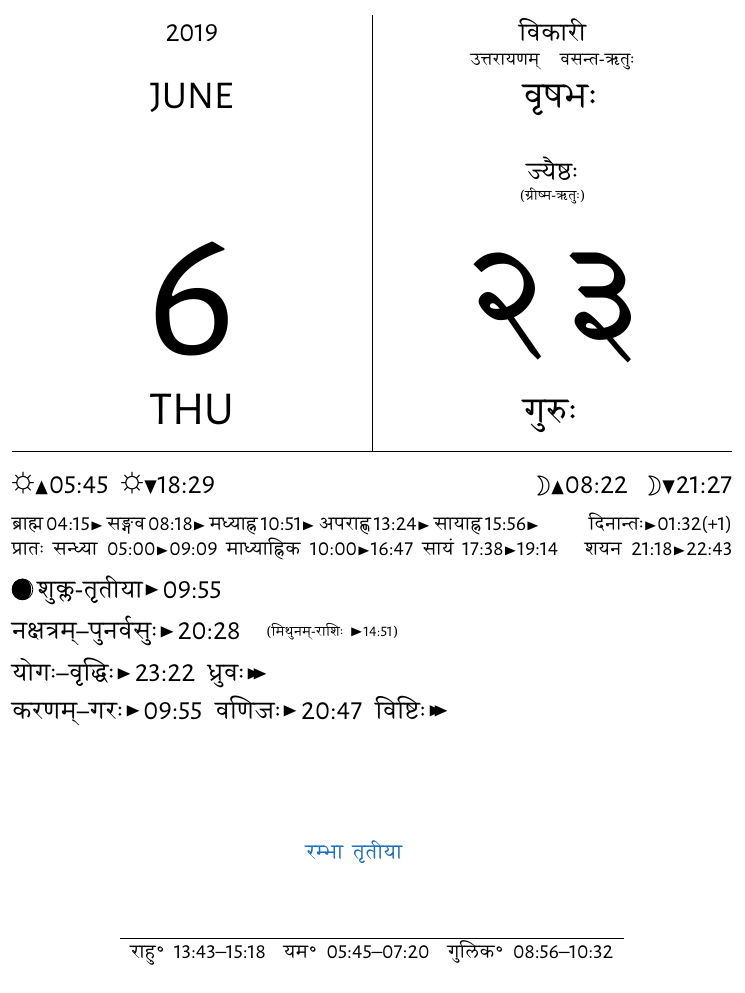 2019
JUNE
6
THU
विकारी
उत्तरायणम् वसन्त-ऋतुः
वृषभः
ज्यैष्ठः
(ग्रीष्म-ऋतुः)
२३
गुरुः
☼▲05:45 ☼▼18:29 ☽▲08:22 ☽▼21:27
ब्राह्म 04:15► सङ्गव 08:18► मध्याह्न 10:51► अपराह्ण 13:24► सायाह्न 15:56► दिनान्तः►01:32(+1)
प्रातः सन्ध्या 05:00►09:09 माध्याह्निक 10:00►16:47 सायं 17:38►19:14 शयन 21:18►22:43
शुक्ल-तृतीया► 09:55
नक्षत्रम्–पुनर्वसुः► 20:28 (मिथुनम्-राशिः ►14:51)
योगः–वृद्धिः► 23:22 ध्रुवः►►
करणम्–गरः► 09:55 वणिजः► 20:47 विष्टिः►►
रम्भा तृतीया
राहु॰ 13:43–15:18 यम॰ 05:45–07:20 गुलिक॰ 08:56–10:32